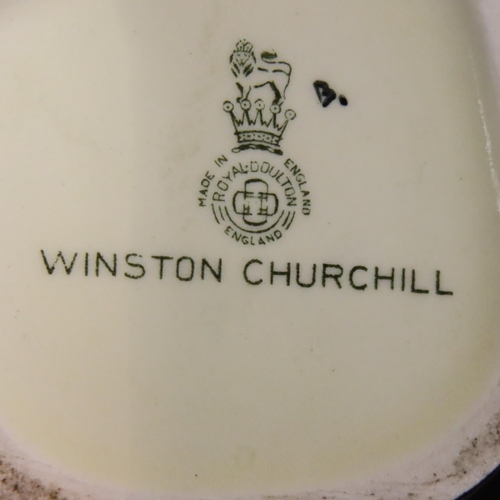 B.
MADE IN ENGLAND
ROYAL·DOULTON
ENGLAND
WINSTON CHURCHILL